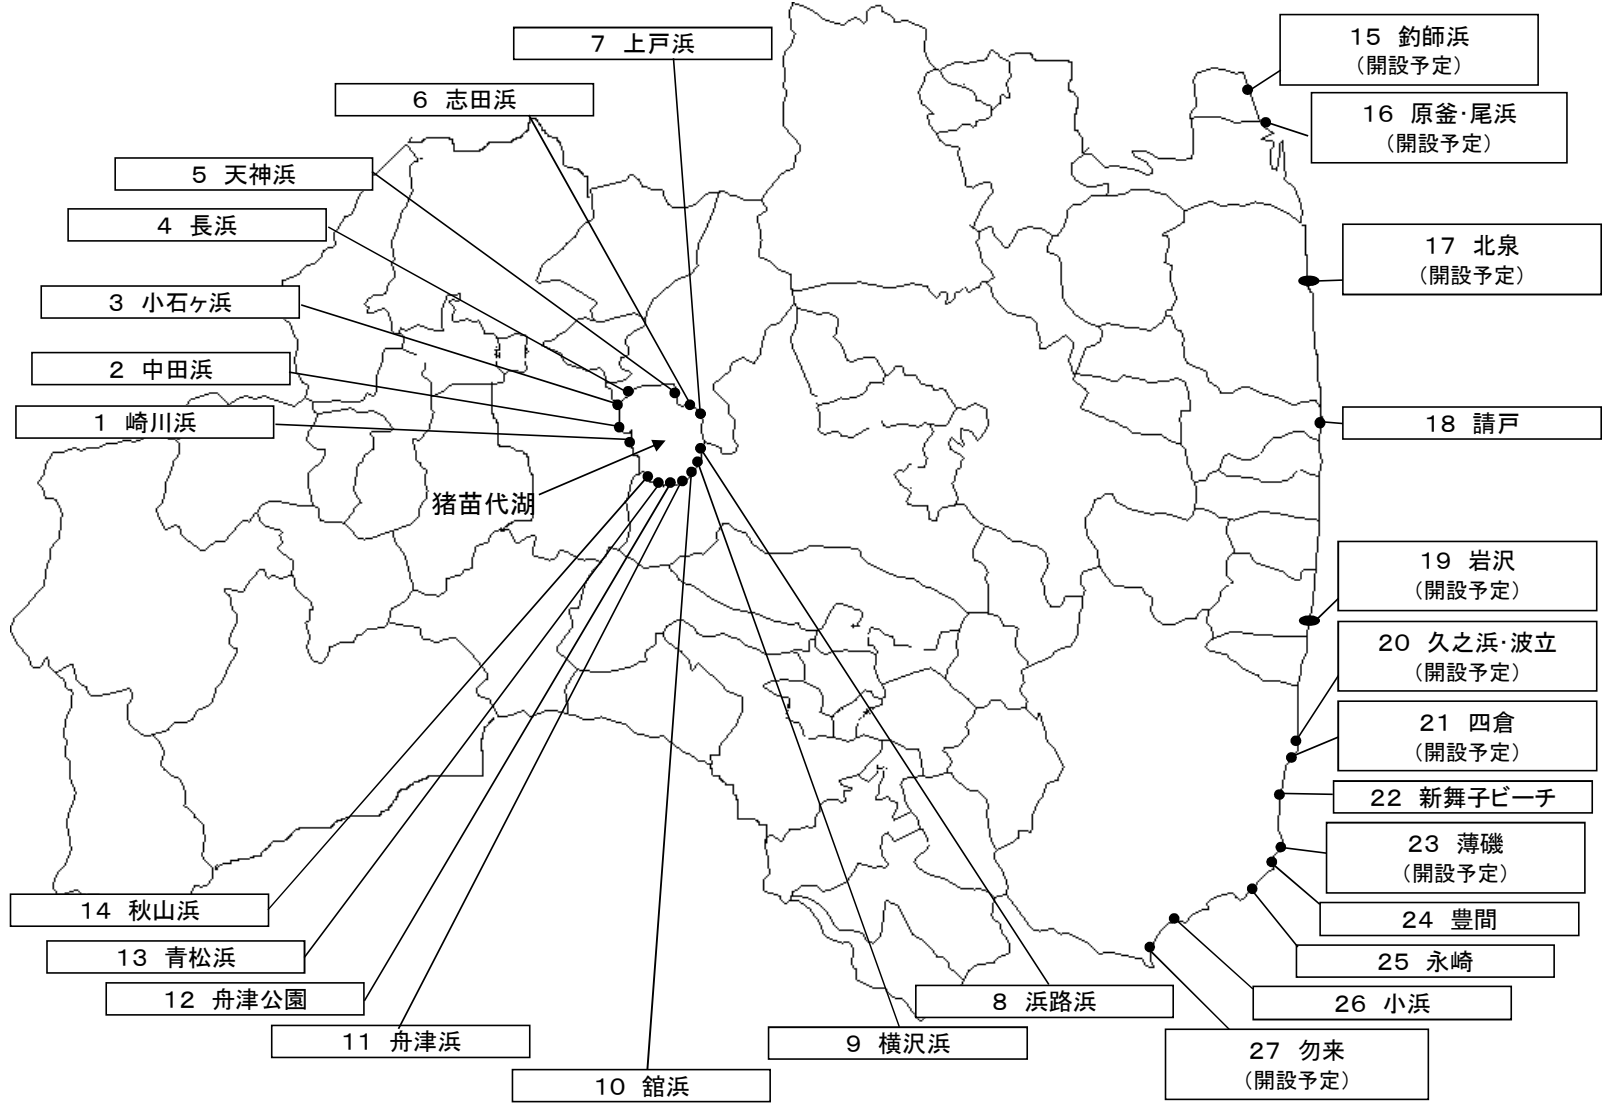 7 上戸浜
6 志田浜
5 天神浜
4 長浜
3 小石ヶ浜
2 中田浜
1 崎川浜
猪苗代湖
14 秋山浜
13 青松浜
12 舟津公園
11 舟津浜
10 舘浜
9 横沢浜
8 浜路浜
15 釣師浜
（開設予定）
16 原釜･尾浜
（開設予定）
17 北泉
（開設予定）
18 請戸
19 岩沢
（開設予定）
20 久之浜･波立
（開設予定）
21 四倉
（開設予定）
22 新舞子ビーチ
23 薄磯
（開設予定）
24 豊間
25 永崎
26 小浜
27 勿来
（開設予定）